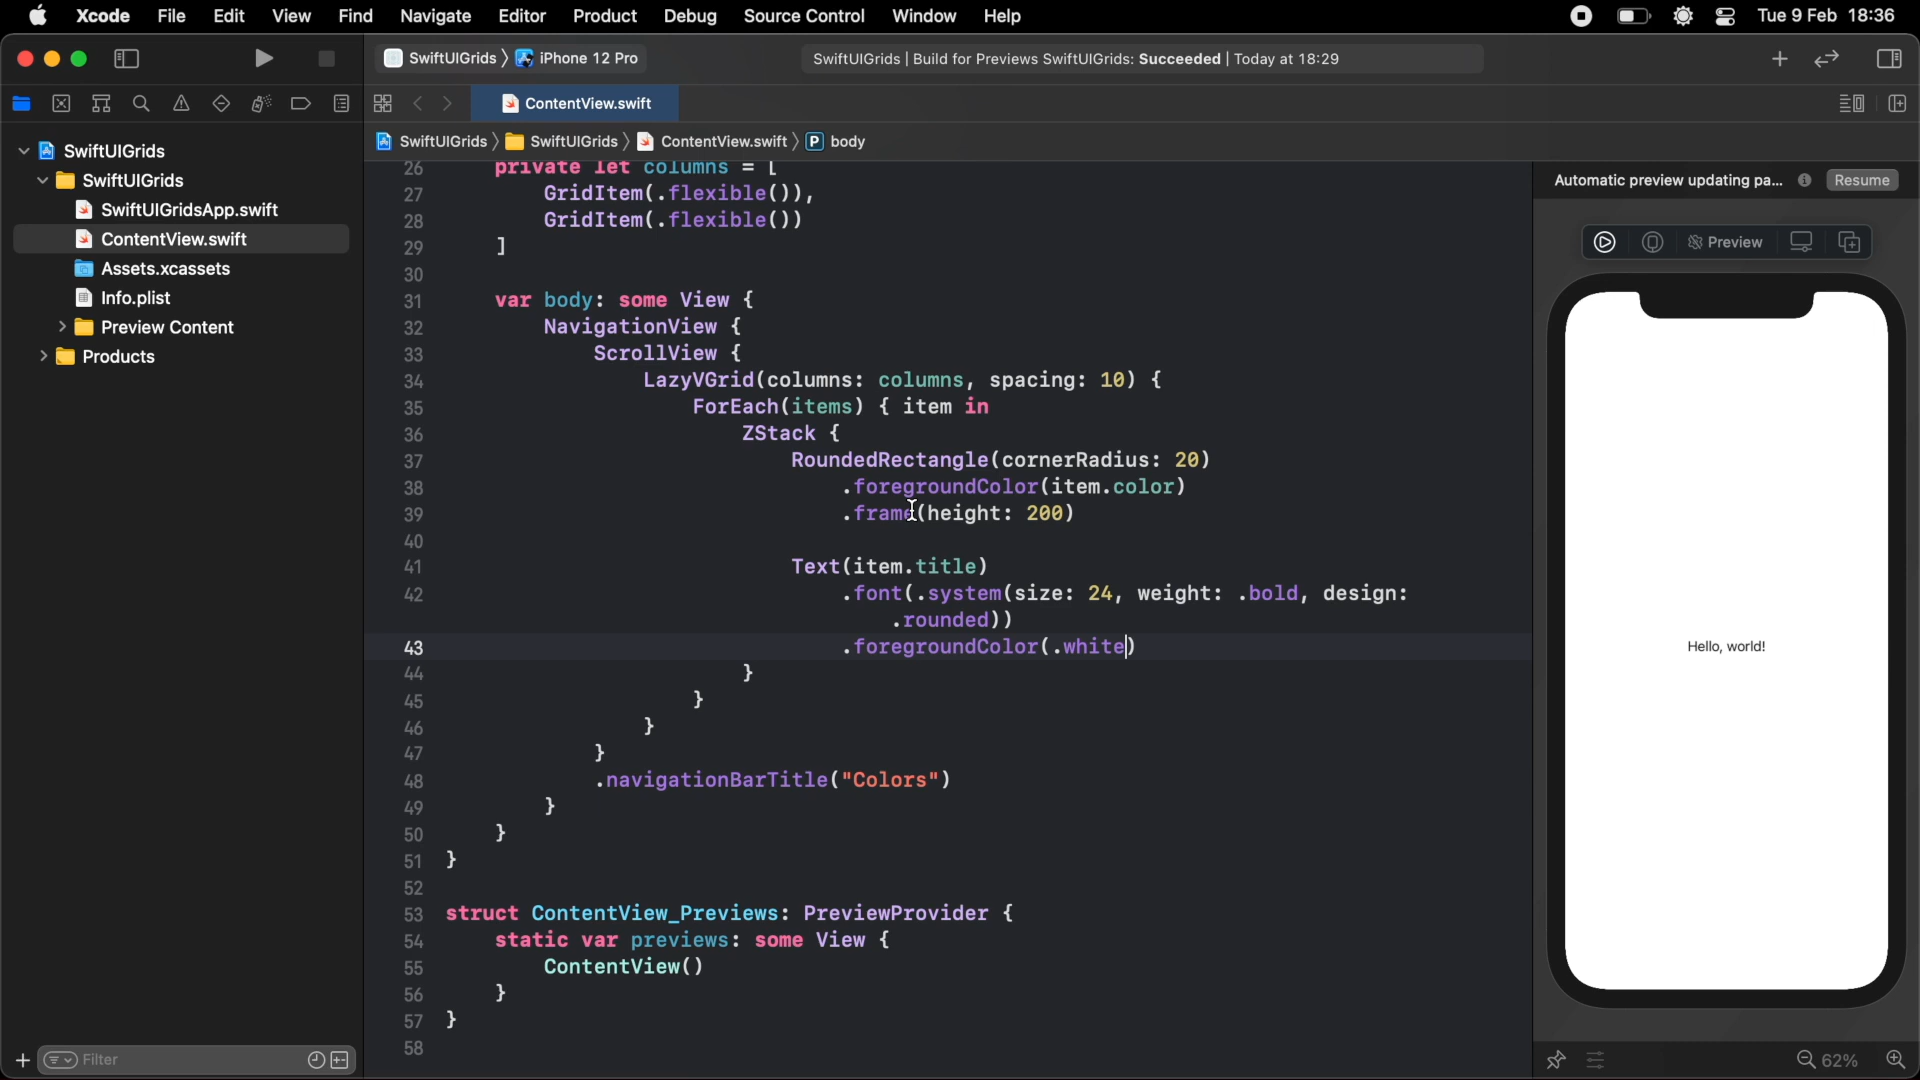 Xcode File Edit View Find Navigate Editor Product Debug Source Control Window Help Tue 9 Feb 18:36
SwiftUIGrids iPhone 12 Pro SwiftUIGrids | Build for Previews SwiftUIGrids: Succeeded | Today at 18:29
ContentView.swift
SwiftUIGrids SwiftUIGrids ContentView.swift P body
SwiftUIGrids
SwiftUIGrids
SwiftUIGridsApp.swift
ContentView.swift
Assets.xcassets
Info.plist
Preview Content
Products
Filter
26 private let columns = [
27 GridItem(.flexible()),
28 GridItem(.flexible())
29 ]
30
31 var body: some View {
32 NavigationView {
33 ScrollView {
34 LazyVGrid(columns: columns, spacing: 10) {
35 ForEach(items) { item in
36 ZStack {
37 RoundedRectangle(cornerRadius: 20)
38 .foregroundColor(item.color)
39 .frame(height: 200)
40
41 Text(item.title)
42 .font(.system(size: 24, weight: .bold, design:
.rounded))
43 .foregroundColor(.white)
44 }
45 }
46 }
47 }
48 .navigationBarTitle("Colors")
49 }
50 }
51 }
52
53 struct ContentView_Previews: PreviewProvider {
54 static var previews: some View {
55 ContentView()
56 }
57 }
58
Automatic preview updating pa... Resume
Preview
Hello, world!
62%